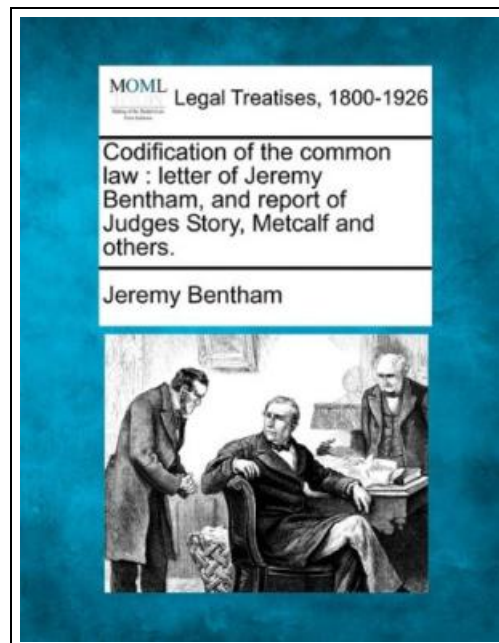 MOML
Legal Treatises, 1800-1926
Codification of the common
law : letter of Jeremy
Bentham, and report of
Judges Story, Metcalf and
others.
Jeremy Bentham